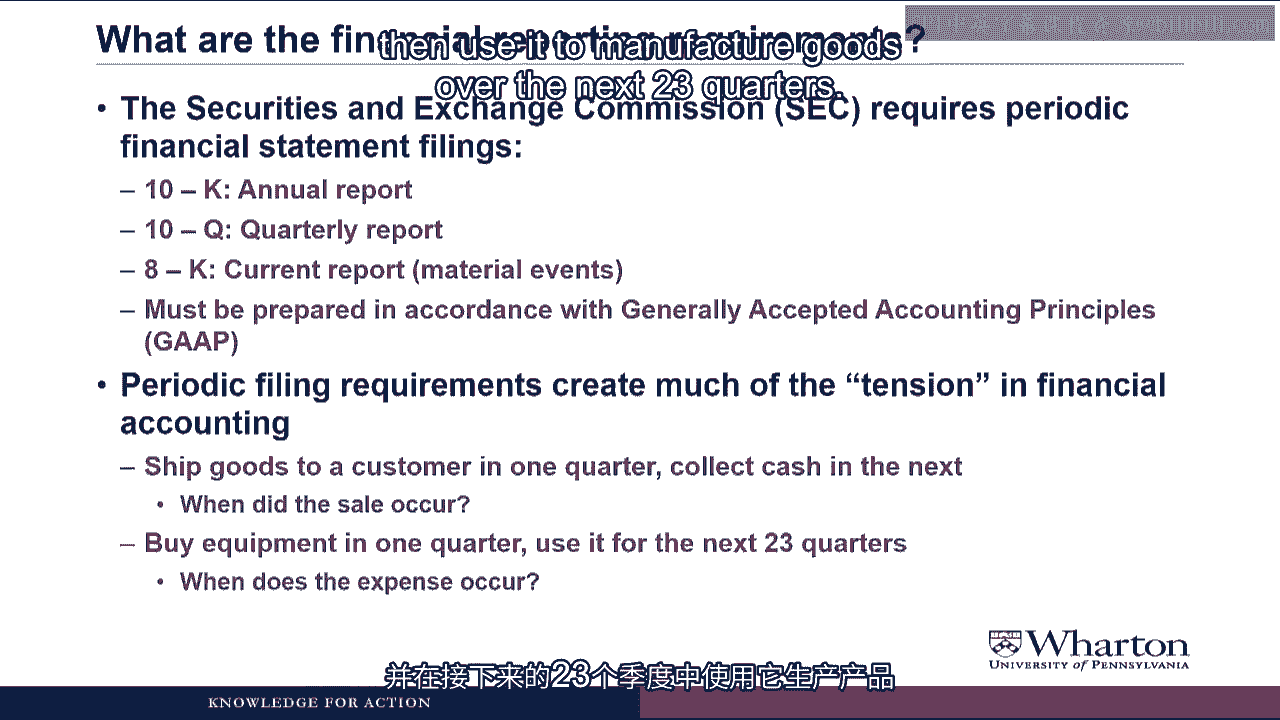 What are the financial reporting requirements?
then use it to manufacture goods
over the next 23 quarters.
• The Securities and Exchange Commission (SEC) requires periodic
financial statement filings:
– 10 – K: Annual report
– 10 – Q: Quarterly report
– 8 – K: Current report (material events)
– Must be prepared in accordance with Generally Accepted Accounting Principles
(GAAP)
• Periodic filing requirements create much of the “tension” in financial
accounting
– Ship goods to a customer in one quarter, collect cash in the next
• When did the sale occur?
– Buy equipment in one quarter, use it for the next 23 quarters
• When does the expense occur?
Wharton
University of Pennsylvania
并在接下来的23个季度中使用它生产产品
KNOWLEDGE FOR ACTION